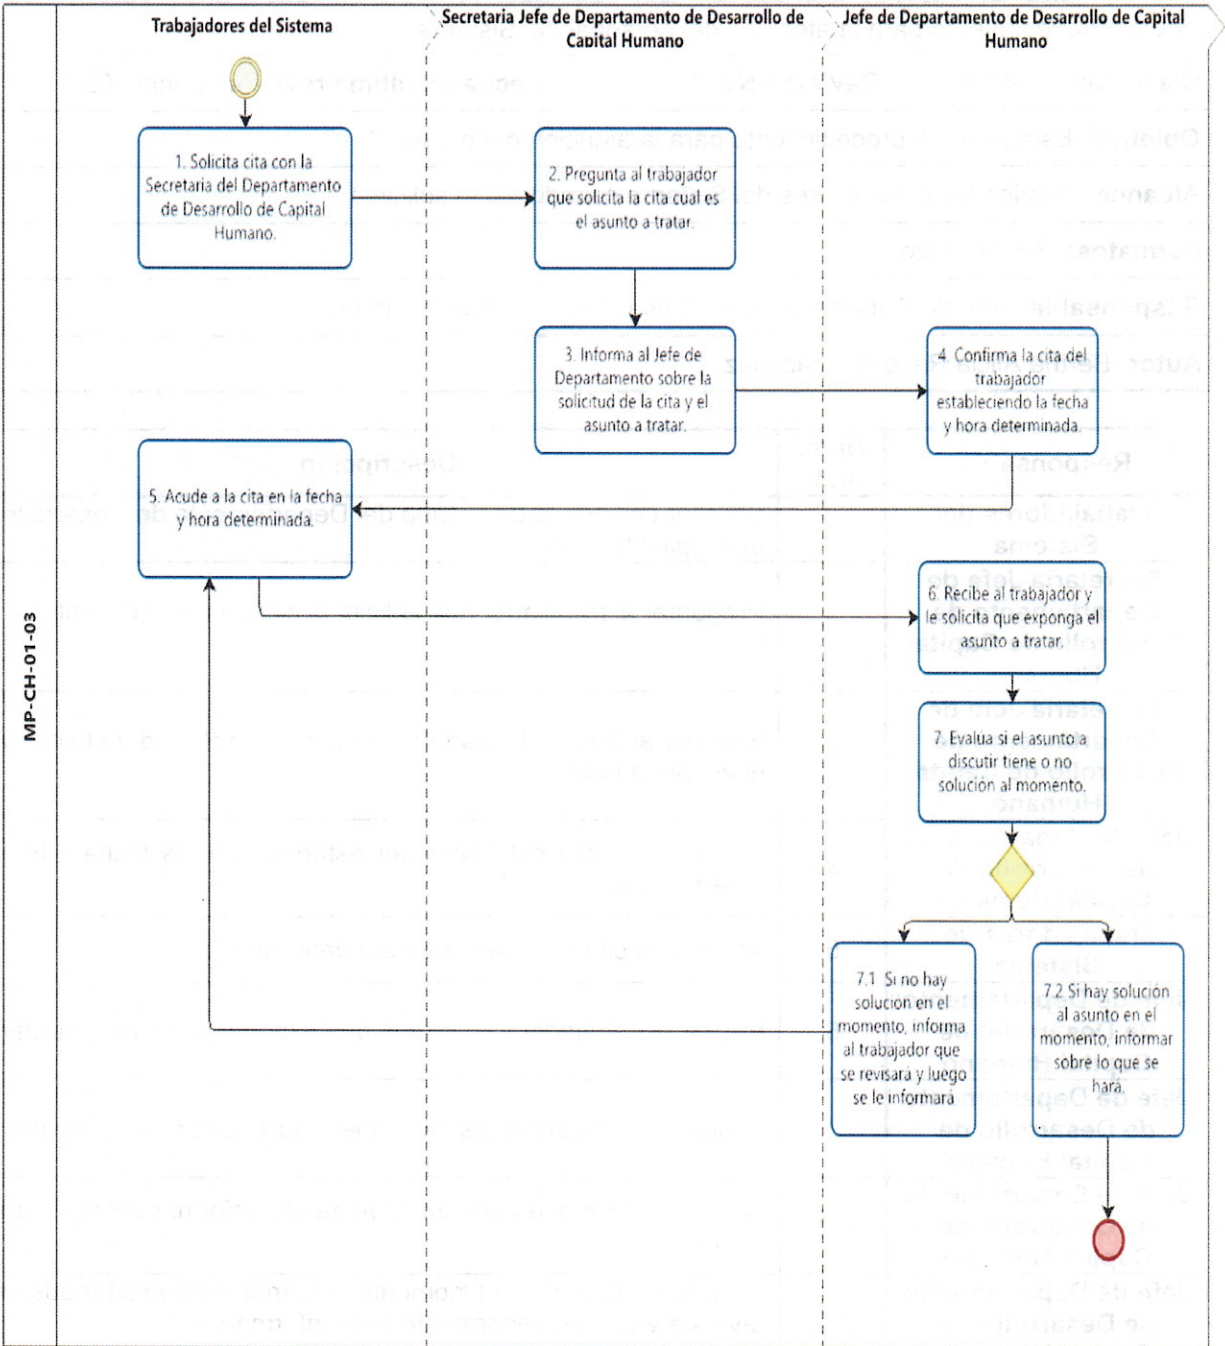 Trabajadores del Sistema
Secretaria Jefe de Departamento de Desarrollo de
Capital Humano
Jefe de Departamento de Desarrollo de Capital
Humano
MP-CH-01-03
1. Solicita cita con la
Secretaria del Departamento
de Desarrollo de Capital
Humano.
2. Pregunta al trabajador
que solicita la cita cual es
el asunto a tratar.
3. Informa al Jefe de
Departamento sobre la
solicitud de la cita y el
asunto a tratar.
4. Confirma la cita del
trabajador
estableciendo la fecha
y hora determinada.
5. Acude a la cita en la fecha
y hora determinada.
6. Recibe al trabajador y
le solicita que exponga el
asunto a tratar.
7. Evalúa si el asunto a
discutir tiene o no
solución al momento.
7.1 Si no hay
solución en el
momento, informa
al trabajador que
se revisará y luego
se le informará
7.2 Si hay solución
al asunto en el
momento, informar
sobre lo que se
hará.